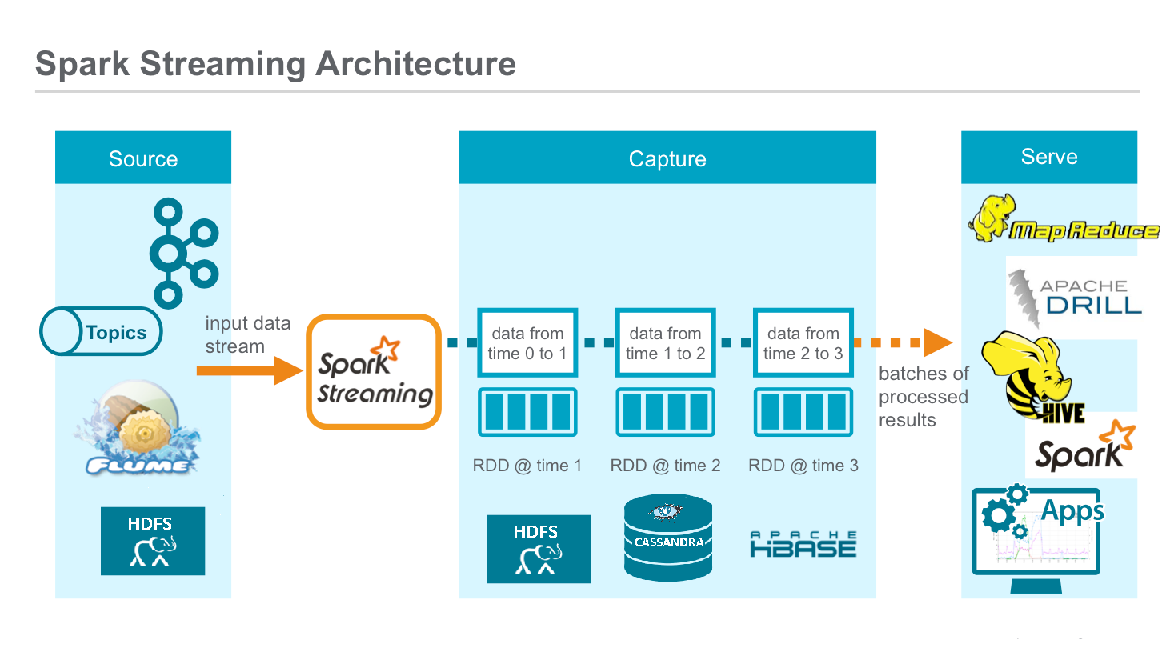 Spark Streaming Architecture
Source
Topics
FLUME
HDFS
input data
stream
Spark
Streaming
Capture
data from
time 0 to 1
data from
time 1 to 2
data from
time 2 to 3
RDD @ time 1
RDD @ time 2
RDD @ time 3
HDFS
CASSANDRA
APACHE
HBASE
batches of
processed
results
Serve
Map Reduce
APACHE
DRILL
HIVE
Spark
Apps